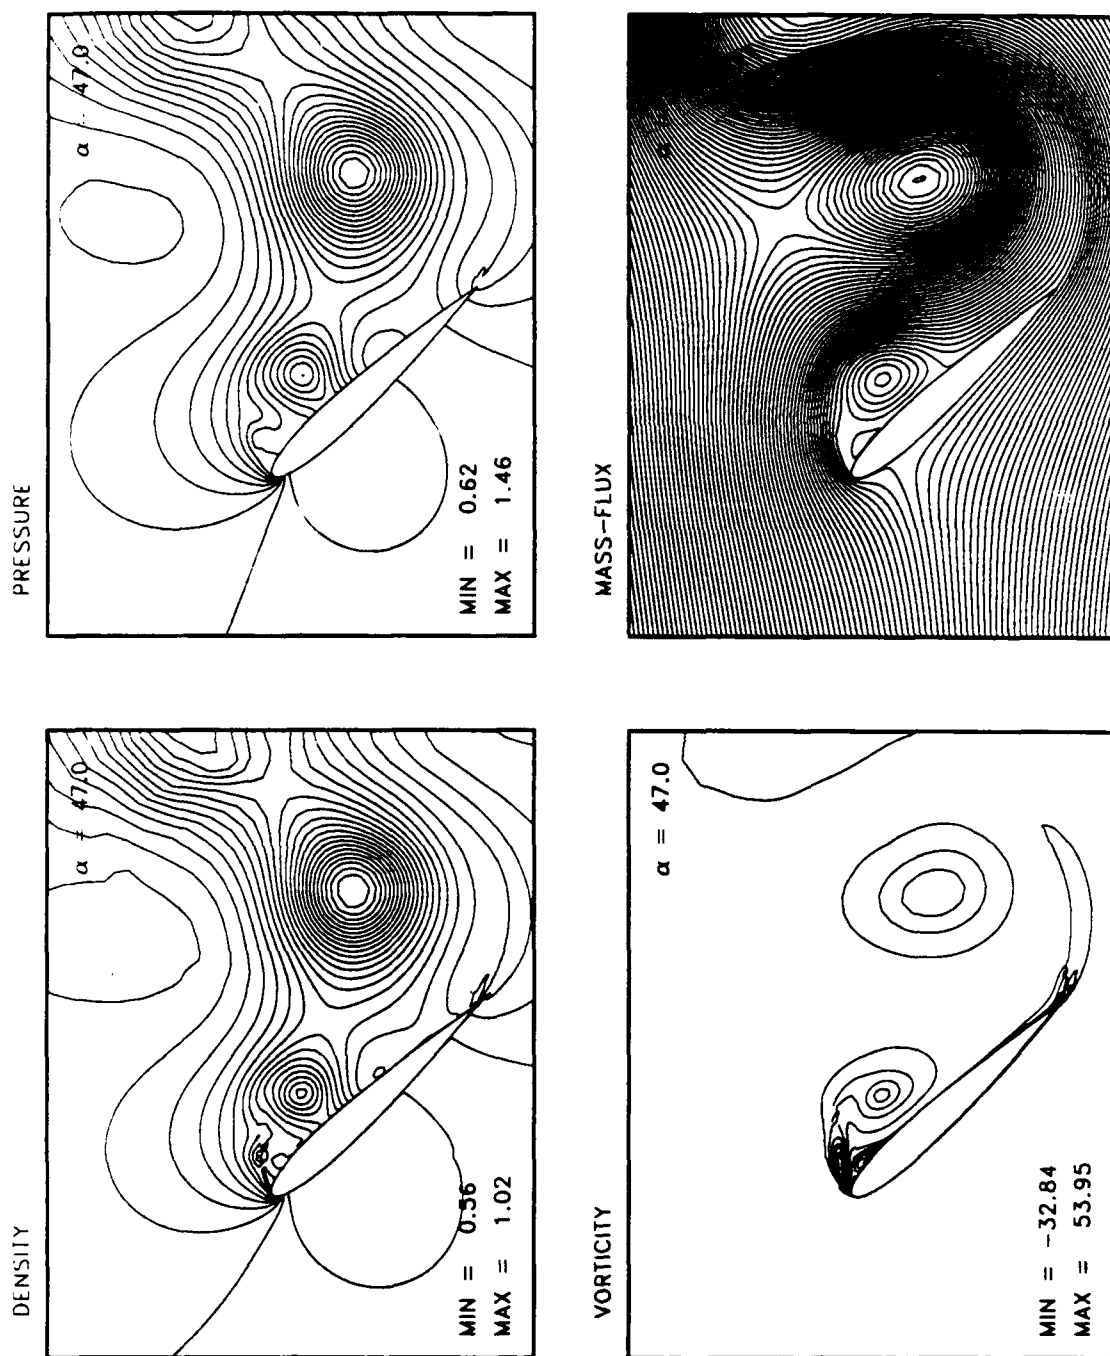 DENSITY
α = 47.0
MIN = 0.56
MAX = 1.02
PRESSURE
α 47.0
MIN = 0.62
MAX = 1.46
VORTICITY
α = 47.0
MIN = -32.84
MAX = 53.95
MASS-FLUX
α